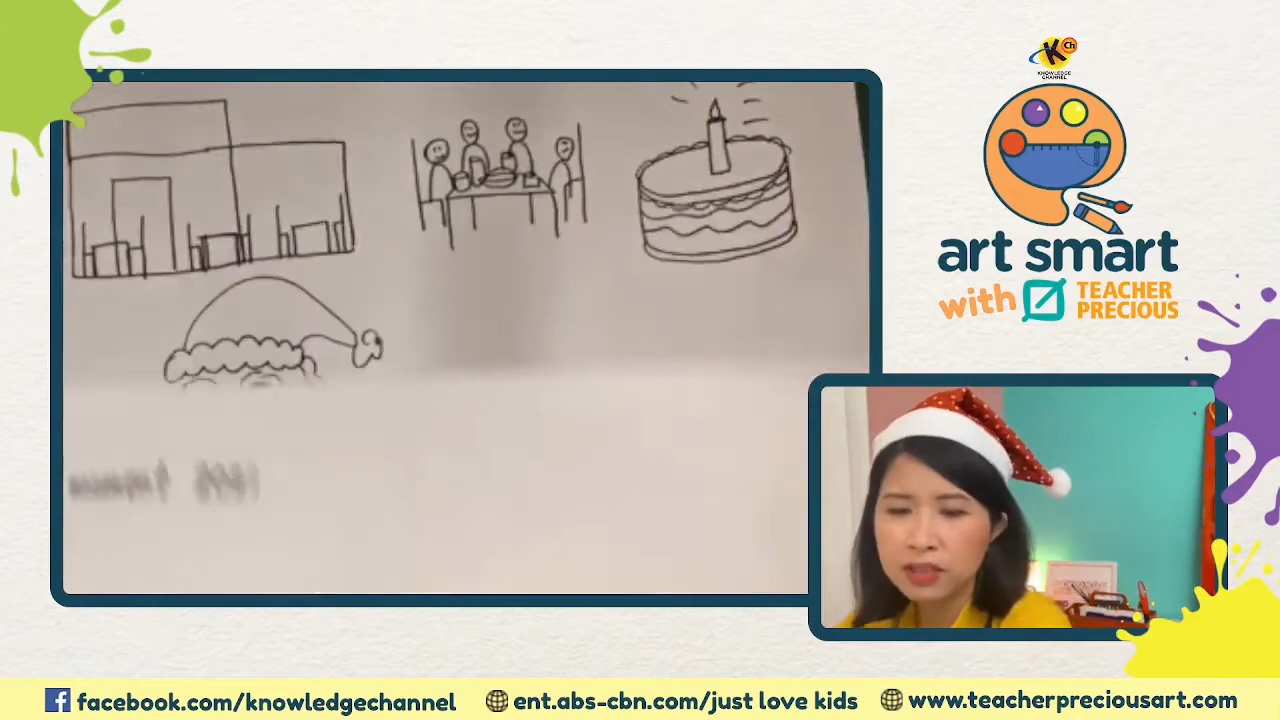 K Ch
KNOWLEDGE
CHANNEL
art smart
with TEACHER
PRECIOUS
facebook.com/knowledgechannel
ent.abs-cbn.com/just love kids
www.teacherpreciousart.com